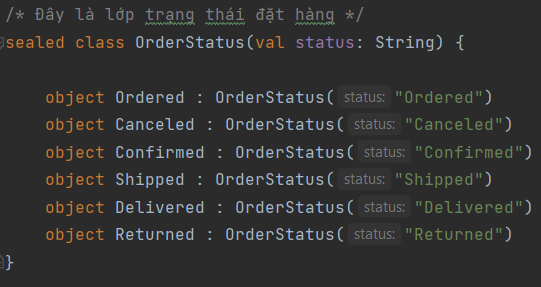 /* Đây là lớp trạng thái đặt hàng */
sealed class OrderStatus(val status: String) {
object Ordered : OrderStatus( status: "Ordered")
object Canceled : OrderStatus( status: "Canceled")
object Confirmed : OrderStatus( status: "Confirmed")
object Shipped : OrderStatus( status: "Shipped")
object Delivered : OrderStatus( status: "Delivered")
object Returned : OrderStatus( status: "Returned")
}